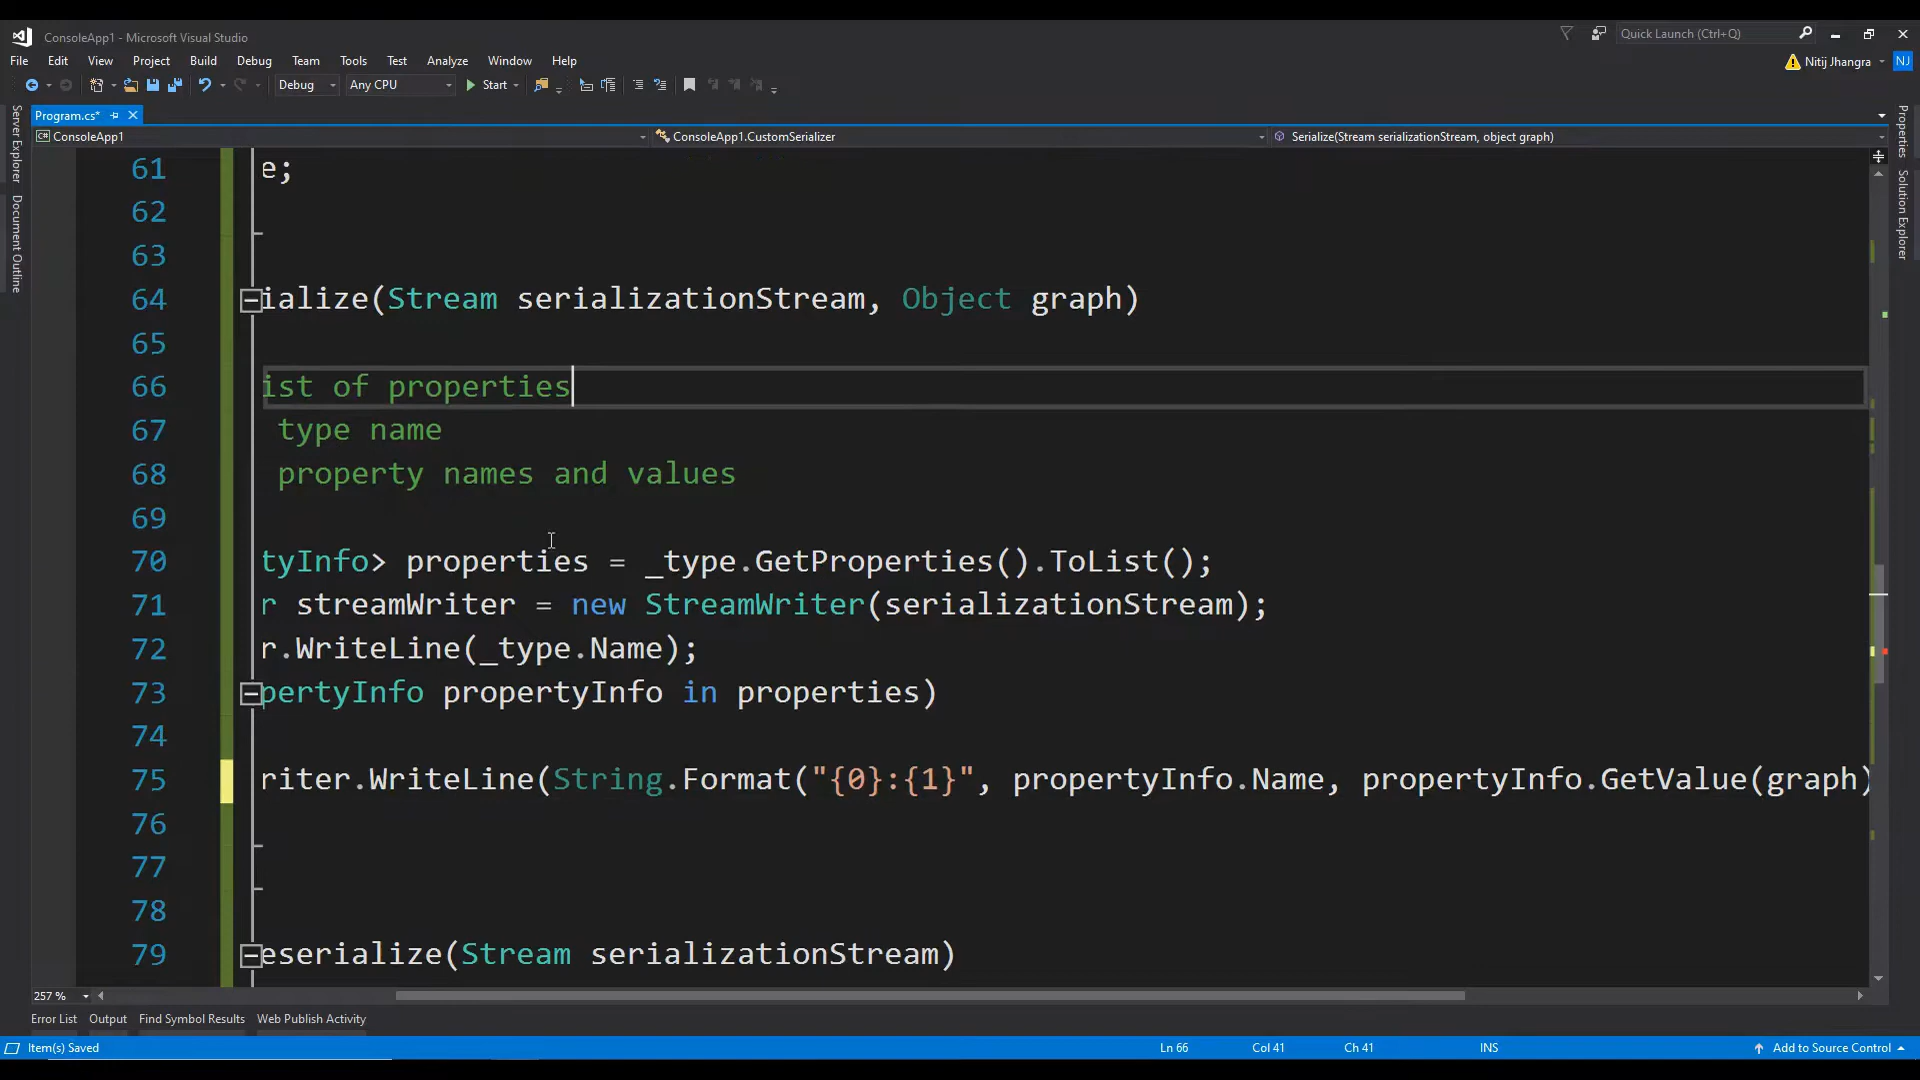 ConsoleApp1 - Microsoft Visual Studio
Quick Launch (Ctrl+Q)
File Edit View Project Build Debug Team Tools Test Analyze Window Help
Nitij Jhangra NJ
Debug Any CPU Start
Program.cs*
ConsoleApp1 ConsoleApp1.CustomSerializer Serialize(Stream serializationStream, object graph)
Server Explorer
Document Outline
Properties
Solution Explorer
61 e;
62
63
64 ialize(Stream serializationStream, Object graph)
65
66 ist of properties
67 type name
68 property names and values
69
70 tyInfo> properties = _type.GetProperties().ToList();
71 r streamWriter = new StreamWriter(serializationStream);
72 r.WriteLine(_type.Name);
73 pertyInfo propertyInfo in properties)
74
75 riter.WriteLine(String.Format("{0}:{1}", propertyInfo.Name, propertyInfo.GetValue(graph)
76
77
78
79 eserialize(Stream serializationStream)
257 %
Error List Output Find Symbol Results Web Publish Activity
Item(s) Saved Ln 66 Col 41 Ch 41 INS Add to Source Control